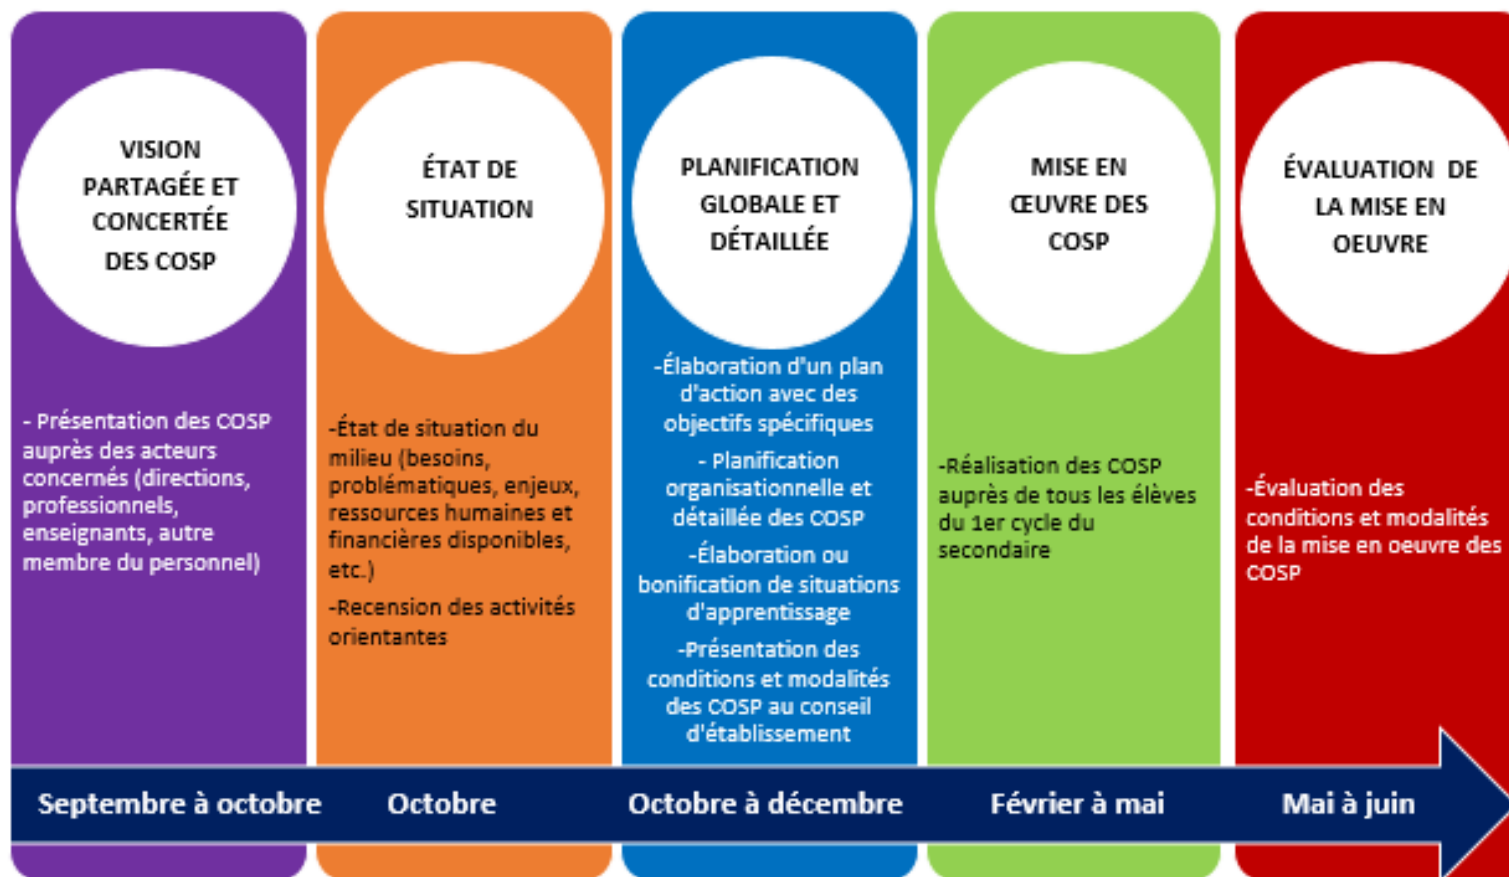 VISION
PARTAGÉE ET
CONCERTÉE
DES COSP
- Présentation des COSP
auprès des acteurs
concernés (directions,
professionnels,
enseignants, autre
membre du personnel)
Septembre à octobre
ÉTAT DE
SITUATION
-État de situation du
milieu (besoins,
problématiques, enjeux,
ressources humaines et
financières disponibles,
etc.)
-Recension des activités
orientantes
Octobre
PLANIFICATION
GLOBALE ET
DÉTAILLÉE
-Élaboration d'un plan
d'action avec des
objectifs spécifiques
- Planification
organisationnelle et
détaillée des COSP
-Élaboration ou
bonification de situations
d'apprentissage
-Présentation des
conditions et modalités
des COSP au conseil
d'établissement
Octobre à décembre
MISE EN
ŒUVRE DES
COSP
-Réalisation des COSP
auprès de tous les élèves
du 1er cycle du
secondaire
Février à mai
ÉVALUATION DE
LA MISE EN
OEUVRE
-Évaluation des
conditions et modalités
de la mise en oeuvre des
COSP
Mai à juin